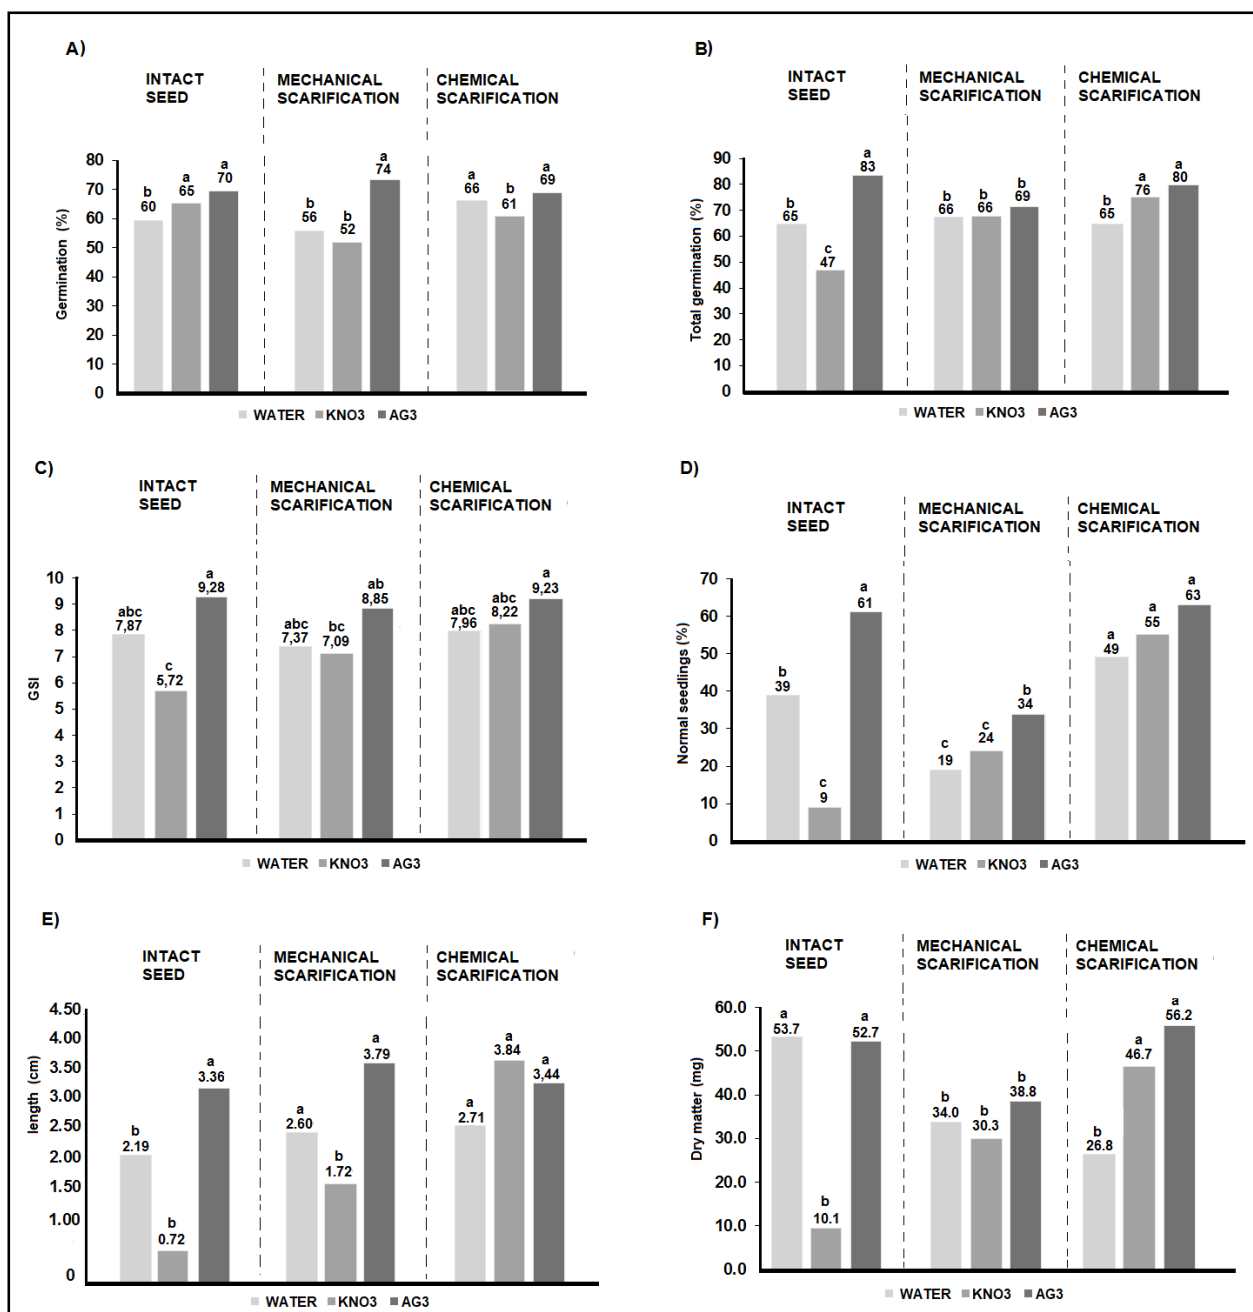 A)
INTACT
SEED
MECHANICAL
SCARIFICATION
CHEMICAL
SCARIFICATION
Germination (%)
80
70
60
50
40
30
20
10
0
b
60
a
65
a
70
b
56
b
52
a
74
a
66
b
61
a
69
WATER KNO3 AG3
B)
INTACT
SEED
MECHANICAL
SCARIFICATION
CHEMICAL
SCARIFICATION
Total germination (%)
90
80
70
60
50
40
30
20
10
0
b
65
c
47
a
83
b
66
b
66
b
69
b
65
a
76
a
80
WATER KNO3 AG3
C)
INTACT
SEED
MECHANICAL
SCARIFICATION
CHEMICAL
SCARIFICATION
GSI
10
9
8
7
6
5
4
3
2
1
0
abc
7,87
c
5,72
a
9,28
abc
7,37
bc
7,09
ab
8,85
abc
7,96
abc
8,22
a
9,23
WATER KNO3 AG3
D)
INTACT
SEED
MECHANICAL
SCARIFICATION
CHEMICAL
SCARIFICATION
Normal seedlings (%)
70
60
50
40
30
20
10
0
b
39
c
9
a
61
c
19
c
24
b
34
a
49
a
55
a
63
WATER KNO3 AG3
E)
INTACT
SEED
MECHANICAL
SCARIFICATION
CHEMICAL
SCARIFICATION
length (cm)
4.50
4.00
3.50
3.00
2.50
2.00
1.50
1.00
0
b
2.19
b
0.72
a
3.36
a
2.60
b
1.72
a
3.79
a
2.71
a
3.84
a
3,44
WATER KNO3 AG3
F)
INTACT
SEED
MECHANICAL
SCARIFICATION
CHEMICAL
SCARIFICATION
Dry matter (mg)
60.0
50.0
40.0
30.0
20.0
10.0
0.0
a
53.7
b
10.1
a
52.7
b
34.0
b
30.3
b
38.8
b
26.8
a
46.7
a
56.2
WATER KNO3 AG3